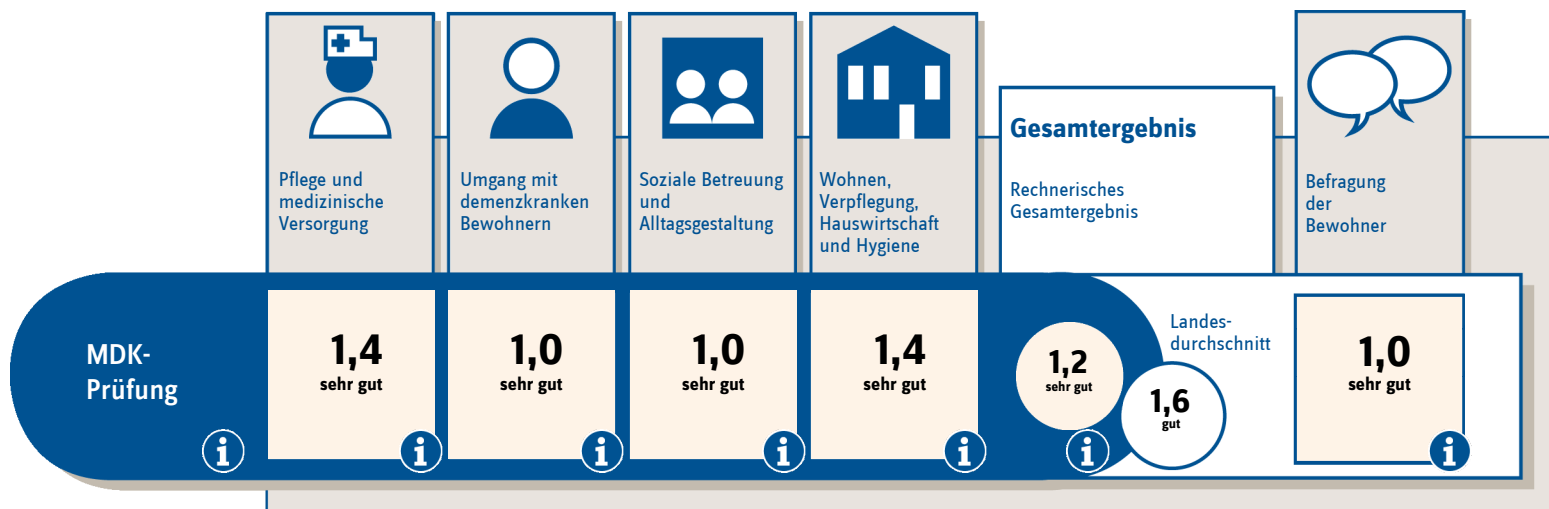 Pflege und
medizinische
Versorgung
Umgang mit
demenzkranken
Bewohnern
Soziale Betreuung
und
Alltagsgestaltung
Wohnen,
Verpflegung,
Hauswirtschaft
und Hygiene
Gesamtergebnis
Rechnerisches
Gesamtergebnis
Befragung
der
Bewohner
MDK-
Prüfung
i
1,4
sehr gut
i
1,0
sehr gut
i
1,0
sehr gut
i
1,4
sehr gut
i
1,2
sehr gut
i
Landes-
durchschnitt
1,6
gut
1,0
sehr gut
i